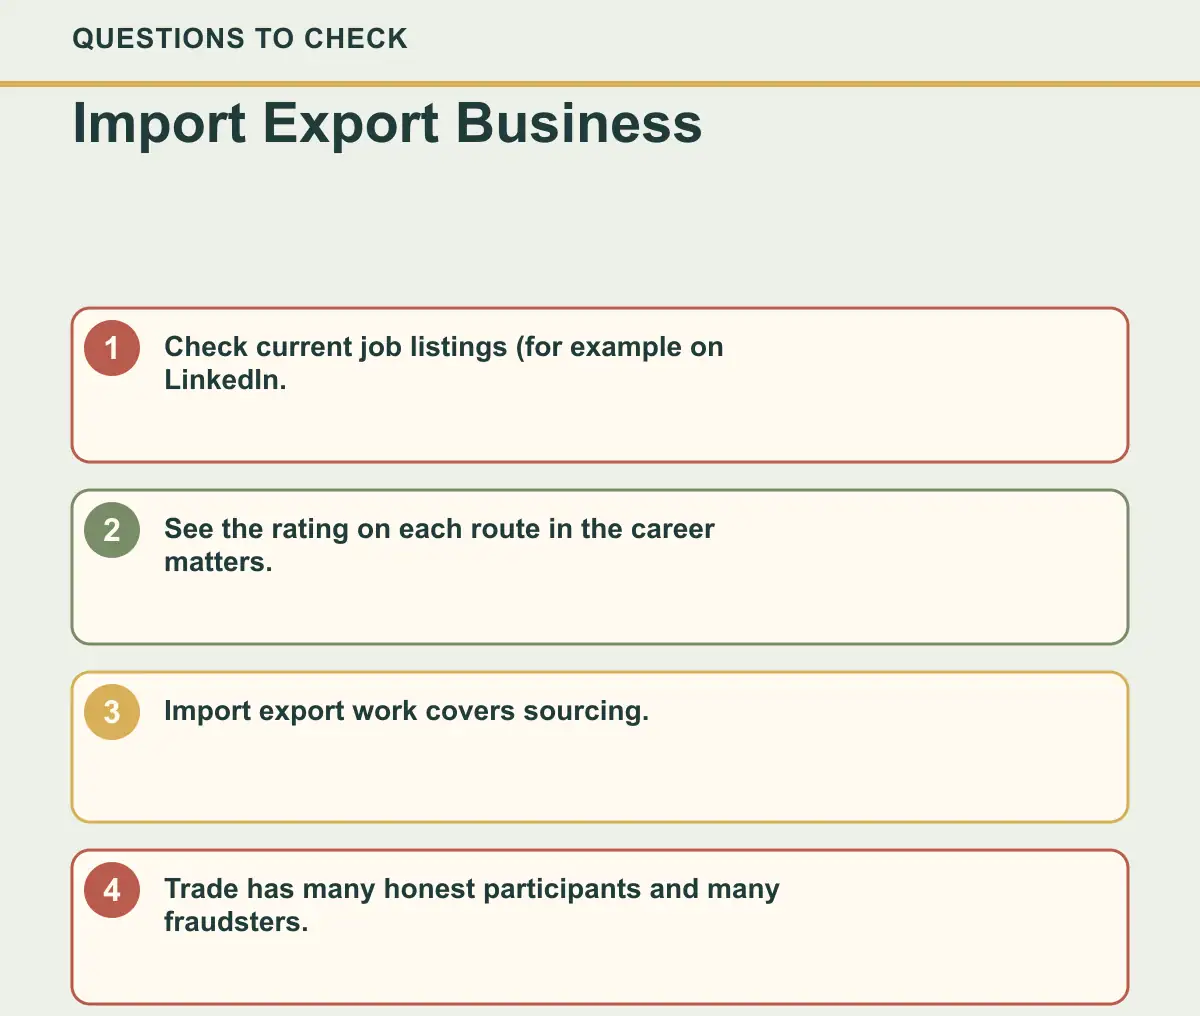 QUESTIONS TO CHECK
Import Export Business
1
Check current job listings (for example on
LinkedIn.
2
See the rating on each route in the career
matters.
3
Import export work covers sourcing.
4
Trade has many honest participants and many
fraudsters.